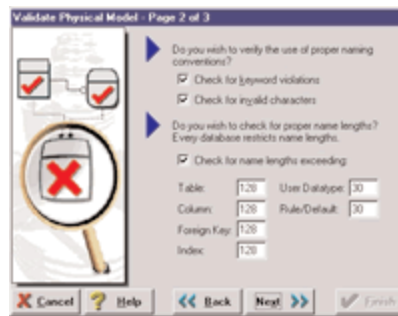 Validate Physical Model - Page 2 of 3
Do you wish to verify the use of proper naming
conventions?
Check for keyword violations
Check for invalid characters
Do you wish to check for proper name lengths?
Every database restricts name lengths.
Check for name lengths exceeding:
Table: 128 User Datatype: 30
Column: 128 Rule/Default: 30
Foreign Key: 128
Index: 128
Cancel Help Back Next Finish